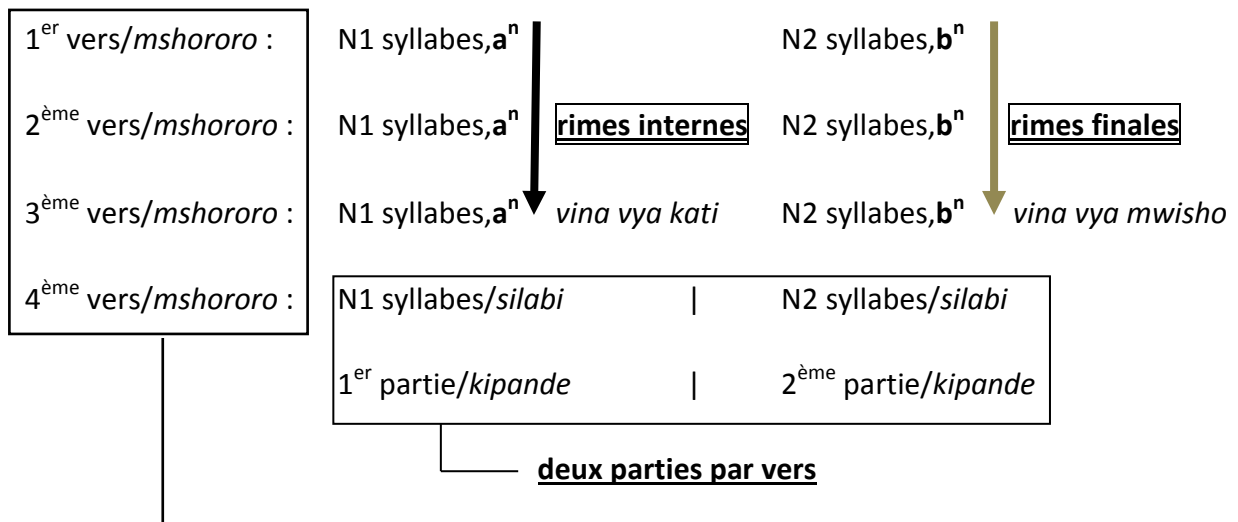 1er vers/mshororo : N1 syllabes,an N2 syllabes,bn
2ème vers/mshororo : N1 syllabes,an rimes internes N2 syllabes,bn rimes finales
3ème vers/mshororo : N1 syllabes,an vina vya kati N2 syllabes,bn vina vya mwisho
4ème vers/mshororo : N1 syllabes/silabi | N2 syllabes/silabi
1er partie/kipande | 2ème partie/kipande
deux parties par vers